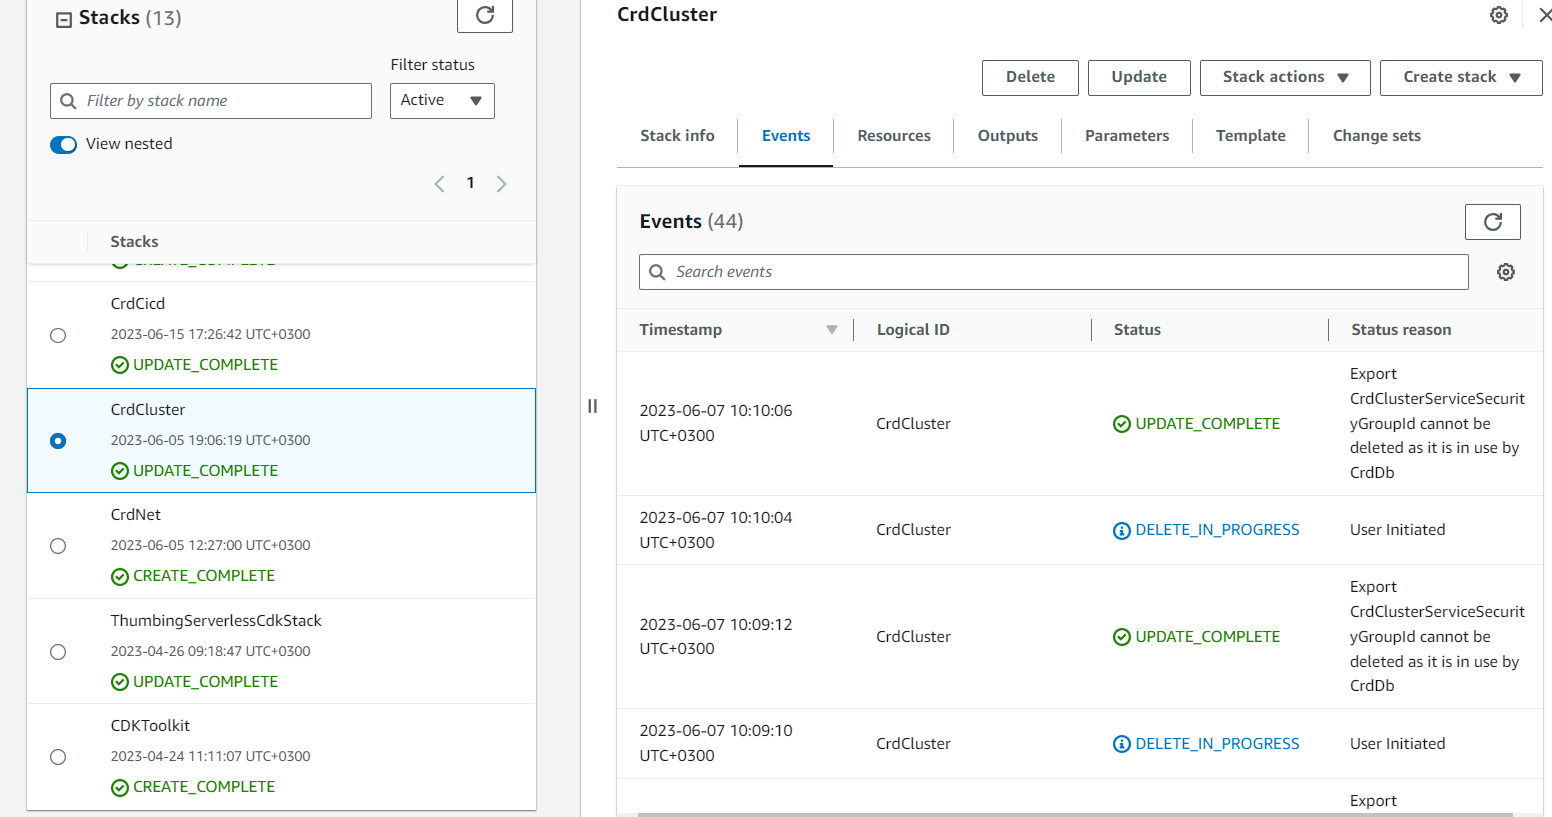 Stacks (13)
Filter status
Filter by stack name
Active
View nested
1
Stacks
CREATE_COMPLETE
CrdCicd
2023-06-15 17:26:42 UTC+0300
UPDATE_COMPLETE
CrdCluster
2023-06-05 19:06:19 UTC+0300
UPDATE_COMPLETE
CrdNet
2023-06-05 12:27:00 UTC+0300
CREATE_COMPLETE
ThumbingServerlessCdkStack
2023-04-26 09:18:47 UTC+0300
UPDATE_COMPLETE
CDKToolkit
2023-04-24 11:11:07 UTC+0300
CREATE_COMPLETE
CrdCluster
Delete Update Stack actions Create stack
Stack info Events Resources Outputs Parameters Template Change sets
Events (44)
Search events
Timestamp Logical ID Status Status reason
2023-06-07 10:10:06
UTC+0300
CrdCluster
UPDATE_COMPLETE
Export
CrdClusterServiceSecurit
yGroupId cannot be
deleted as it is in use by
CrdDb
2023-06-07 10:10:04
UTC+0300
CrdCluster
DELETE_IN_PROGRESS
User Initiated
2023-06-07 10:09:12
UTC+0300
CrdCluster
UPDATE_COMPLETE
Export
CrdClusterServiceSecurit
yGroupId cannot be
deleted as it is in use by
CrdDb
2023-06-07 10:09:10
UTC+0300
CrdCluster
DELETE_IN_PROGRESS
User Initiated
Export